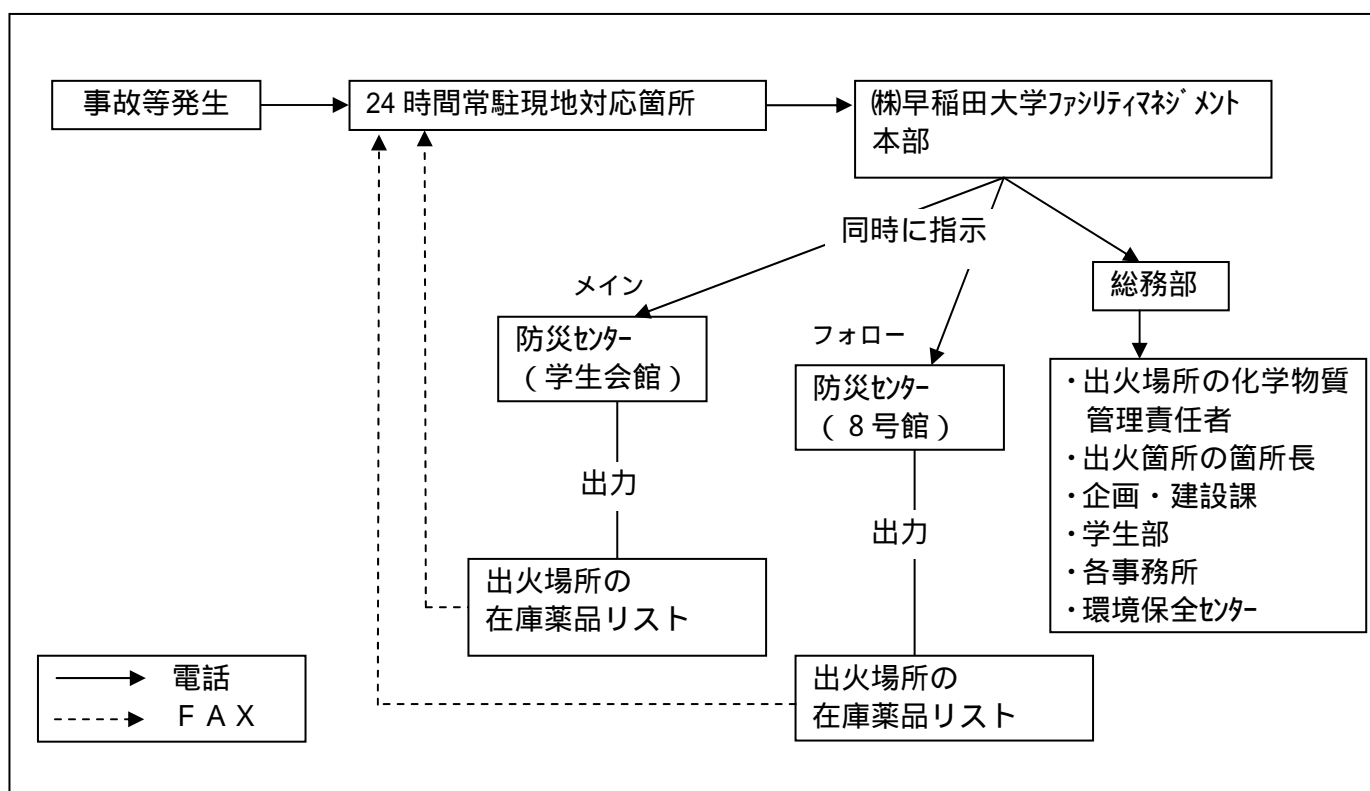 事故等発生
24時間常駐現地対応箇所
㈱早稲田大学ﾌｧｼﾘﾃｨﾏﾈｼﾞﾒﾝﾄ
本部
同時に指示
総務部
メイン
防災ｾﾝﾀｰ
（学生会館）
フォロー
防災ｾﾝﾀｰ
（８号館）
・出火場所の化学物質
管理責任者
・出火箇所の箇所長
・企画・建設課
・学生部
・各事務所
・環境保全ｾﾝﾀｰ
出力
出力
出火場所の
在庫薬品リスト
出火場所の
在庫薬品リスト
電話
ＦＡＸ